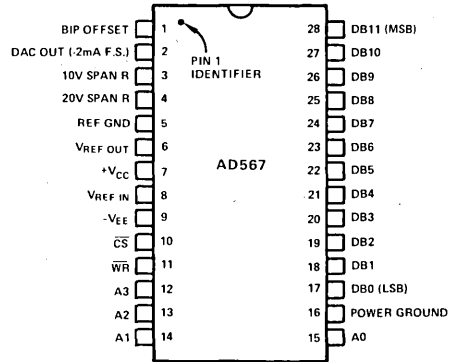 BIP OFFSET 1
DAC OUT (-2mA F.S.) 2
10V SPAN R 3
20V SPAN R 4
REF GND 5
VREF OUT 6
+VCC 7
VREF IN 8
-VEE 9
C̅S̅ 10
W̅R̅ 11
A3 12
A2 13
A1 14
PIN 1
IDENTIFIER
AD567
28 DB11 (MSB)
27 DB10
26 DB9
25 DB8
24 DB7
23 DB6
22 DB5
21 DB4
20 DB3
19 DB2
18 DB1
17 DB0 (LSB)
16 POWER GROUND
15 A0